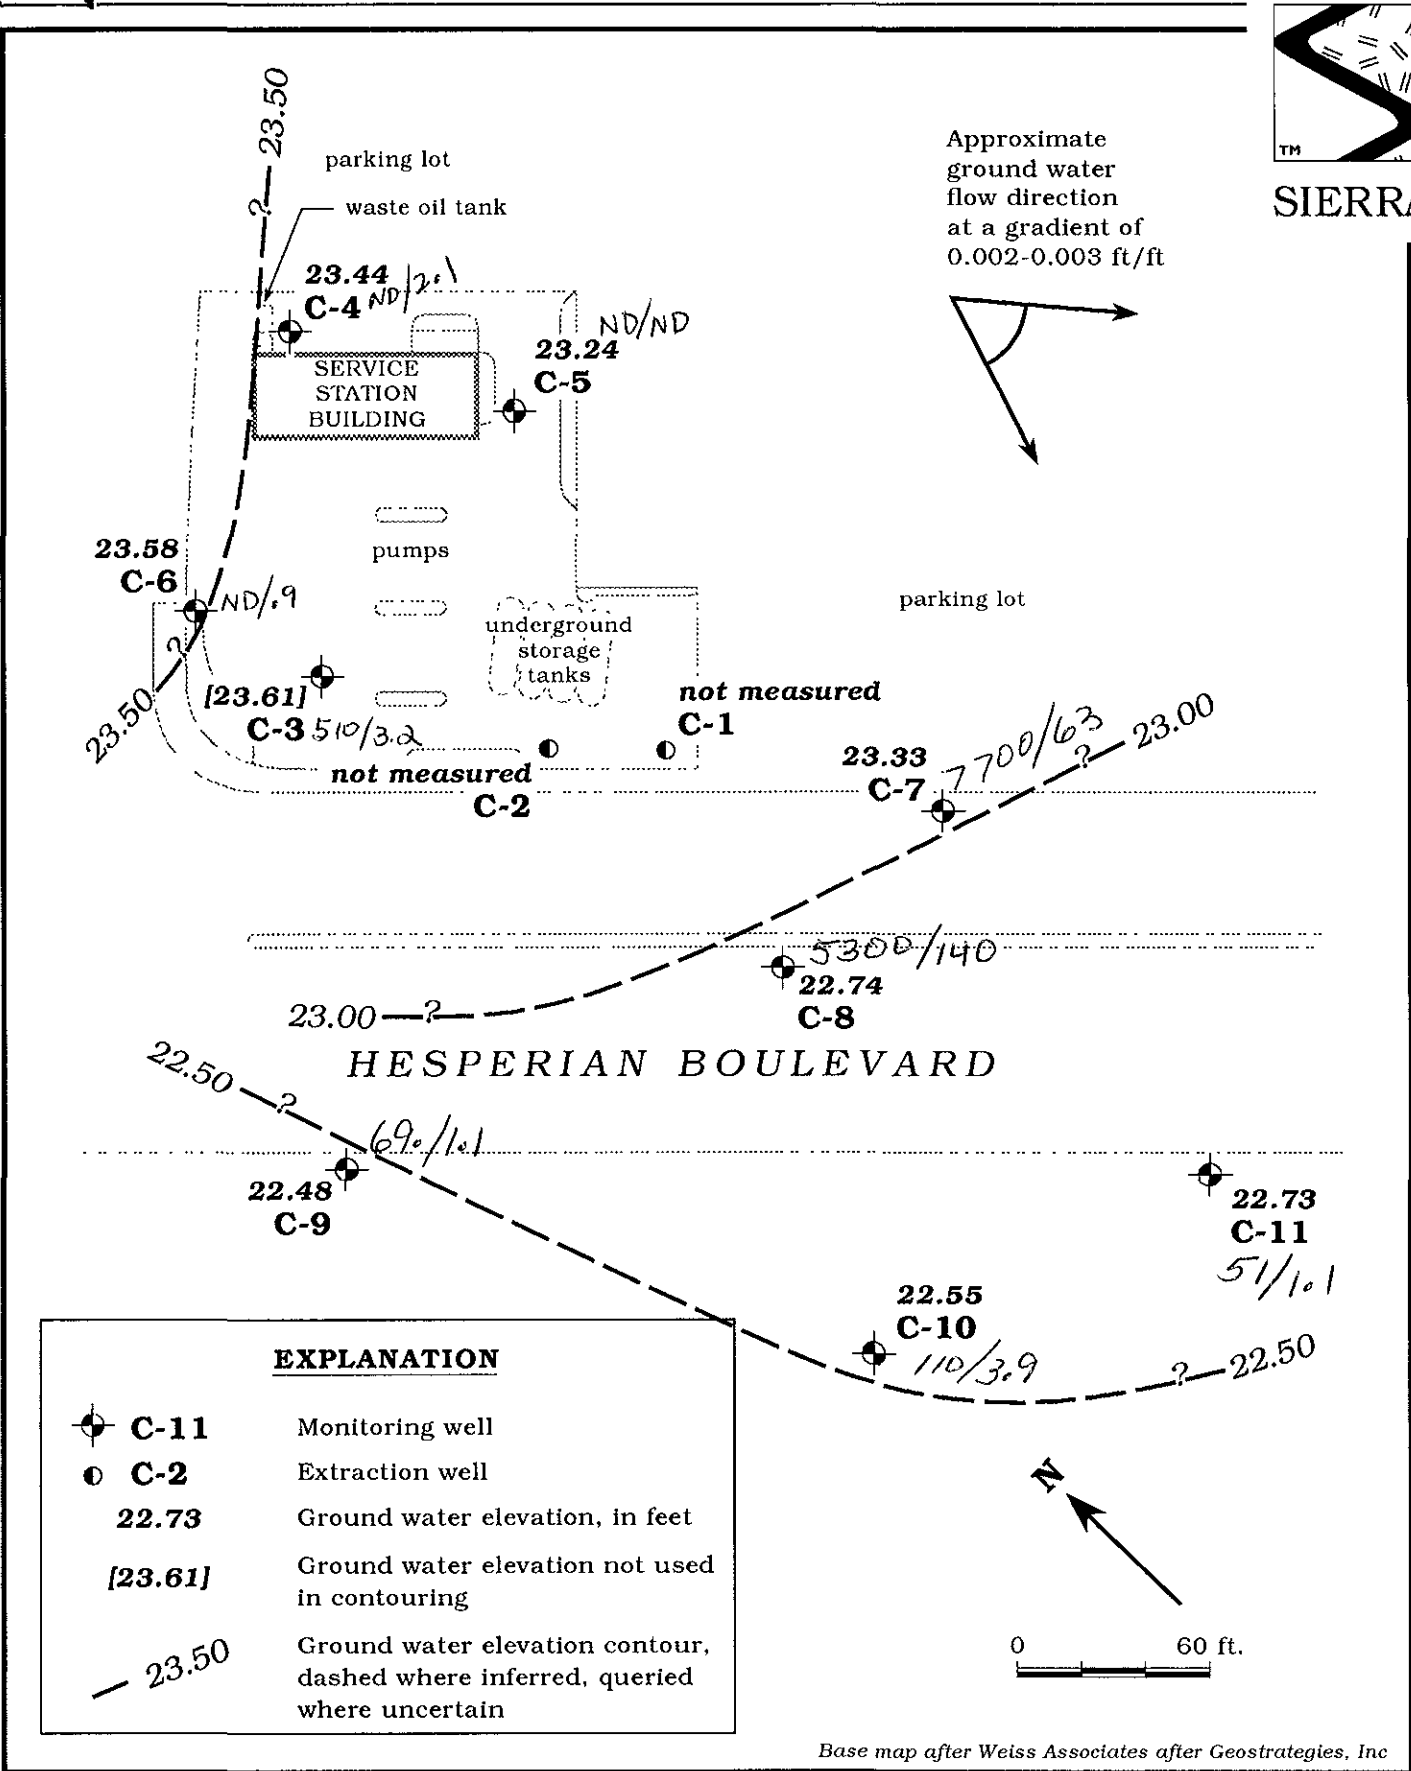 TM
SIERRA
23.50
parking lot
waste oil tank
Approximate
ground water
flow direction
at a gradient of
0.002-0.003 ft/ft
?
23.44
C-4 ND/2.1
ND/ND
23.24
C-5
SERVICE
STATION
BUILDING
23.58
C-6
ND/.9
pumps
underground
storage
tanks
parking lot
?
23.50
[23.61]
C-3 510/3.2
not measured
C-1
not measured
C-2
23.33
C-7
7700/63
?
23.00
5300/140
22.74
C-8
23.00
?
HESPERIAN BOULEVARD
22.50
?
690/1.1
22.48
C-9
22.73
C-11
51/1.1
22.55
C-10
110/3.9
?
22.50
EXPLANATION
C-11 Monitoring well
C-2 Extraction well
22.73 Ground water elevation, in feet
[23.61] Ground water elevation not used
in contouring
23.50 Ground water elevation contour,
dashed where inferred, queried
where uncertain
N
0 60 ft.
Base map after Weiss Associates after Geostrategies, Inc